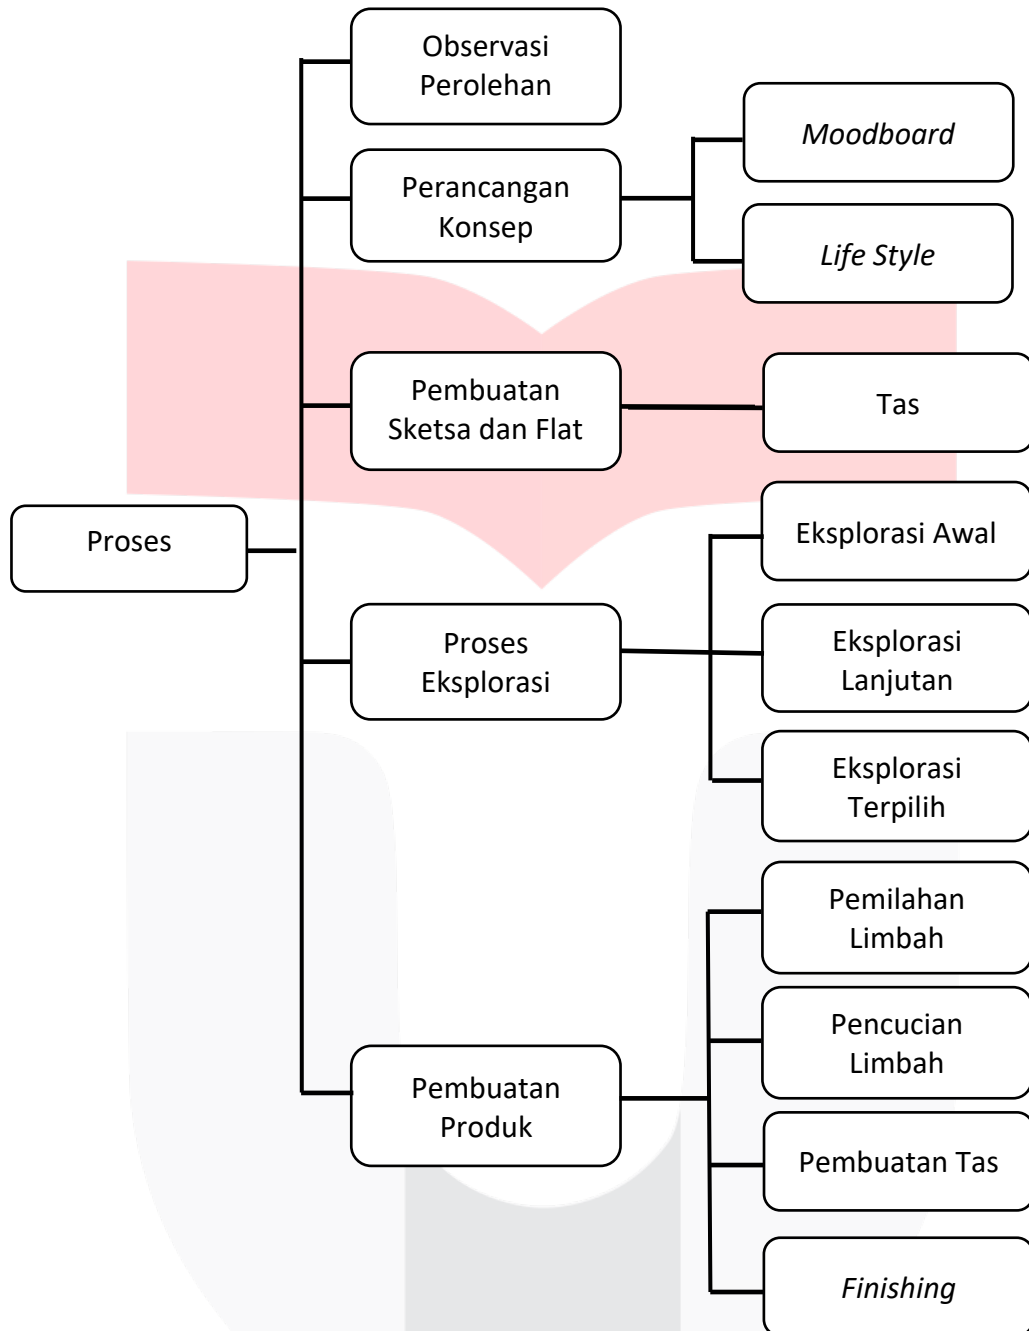 Observasi
Perolehan
Perancangan
Konsep
Moodboard
Life Style
Pembuatan
Sketsa dan Flat
Tas
Proses
Proses
Eksplorasi
Eksplorasi Awal
Eksplorasi
Lanjutan
Eksplorasi
Terpilih
Pembuatan
Produk
Pemilahan
Limbah
Pencucian
Limbah
Pembuatan Tas
Finishing